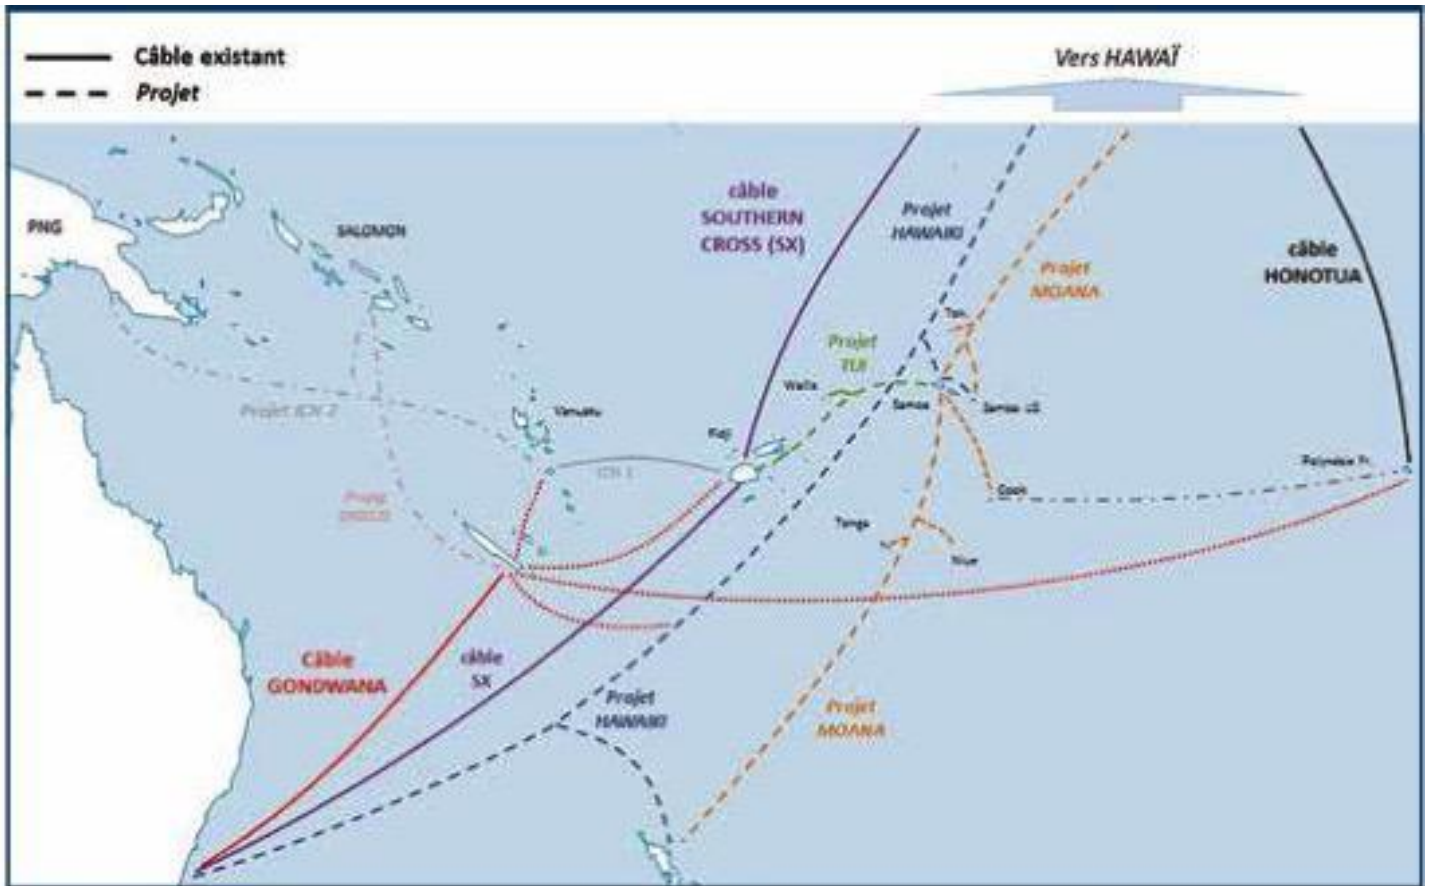 Câble existant
Projet
Vers HAWAÏ
PNG
SALOMON
câble
SOUTHERN
CROSS (SX)
Projet
HAWAIKI
Projet
MOANA
câble
HONOTUA
Projet
TUI
Wallis
Samoa
Samoa US
Projet ICN 2
Vanuatu
Fidji
ICN 1
Polynésie Fr.
Cook
Projet
Tonga
Niue
Câble
GONDWANA
câble
SX
Projet
HAWAIKI
Projet
MOANA